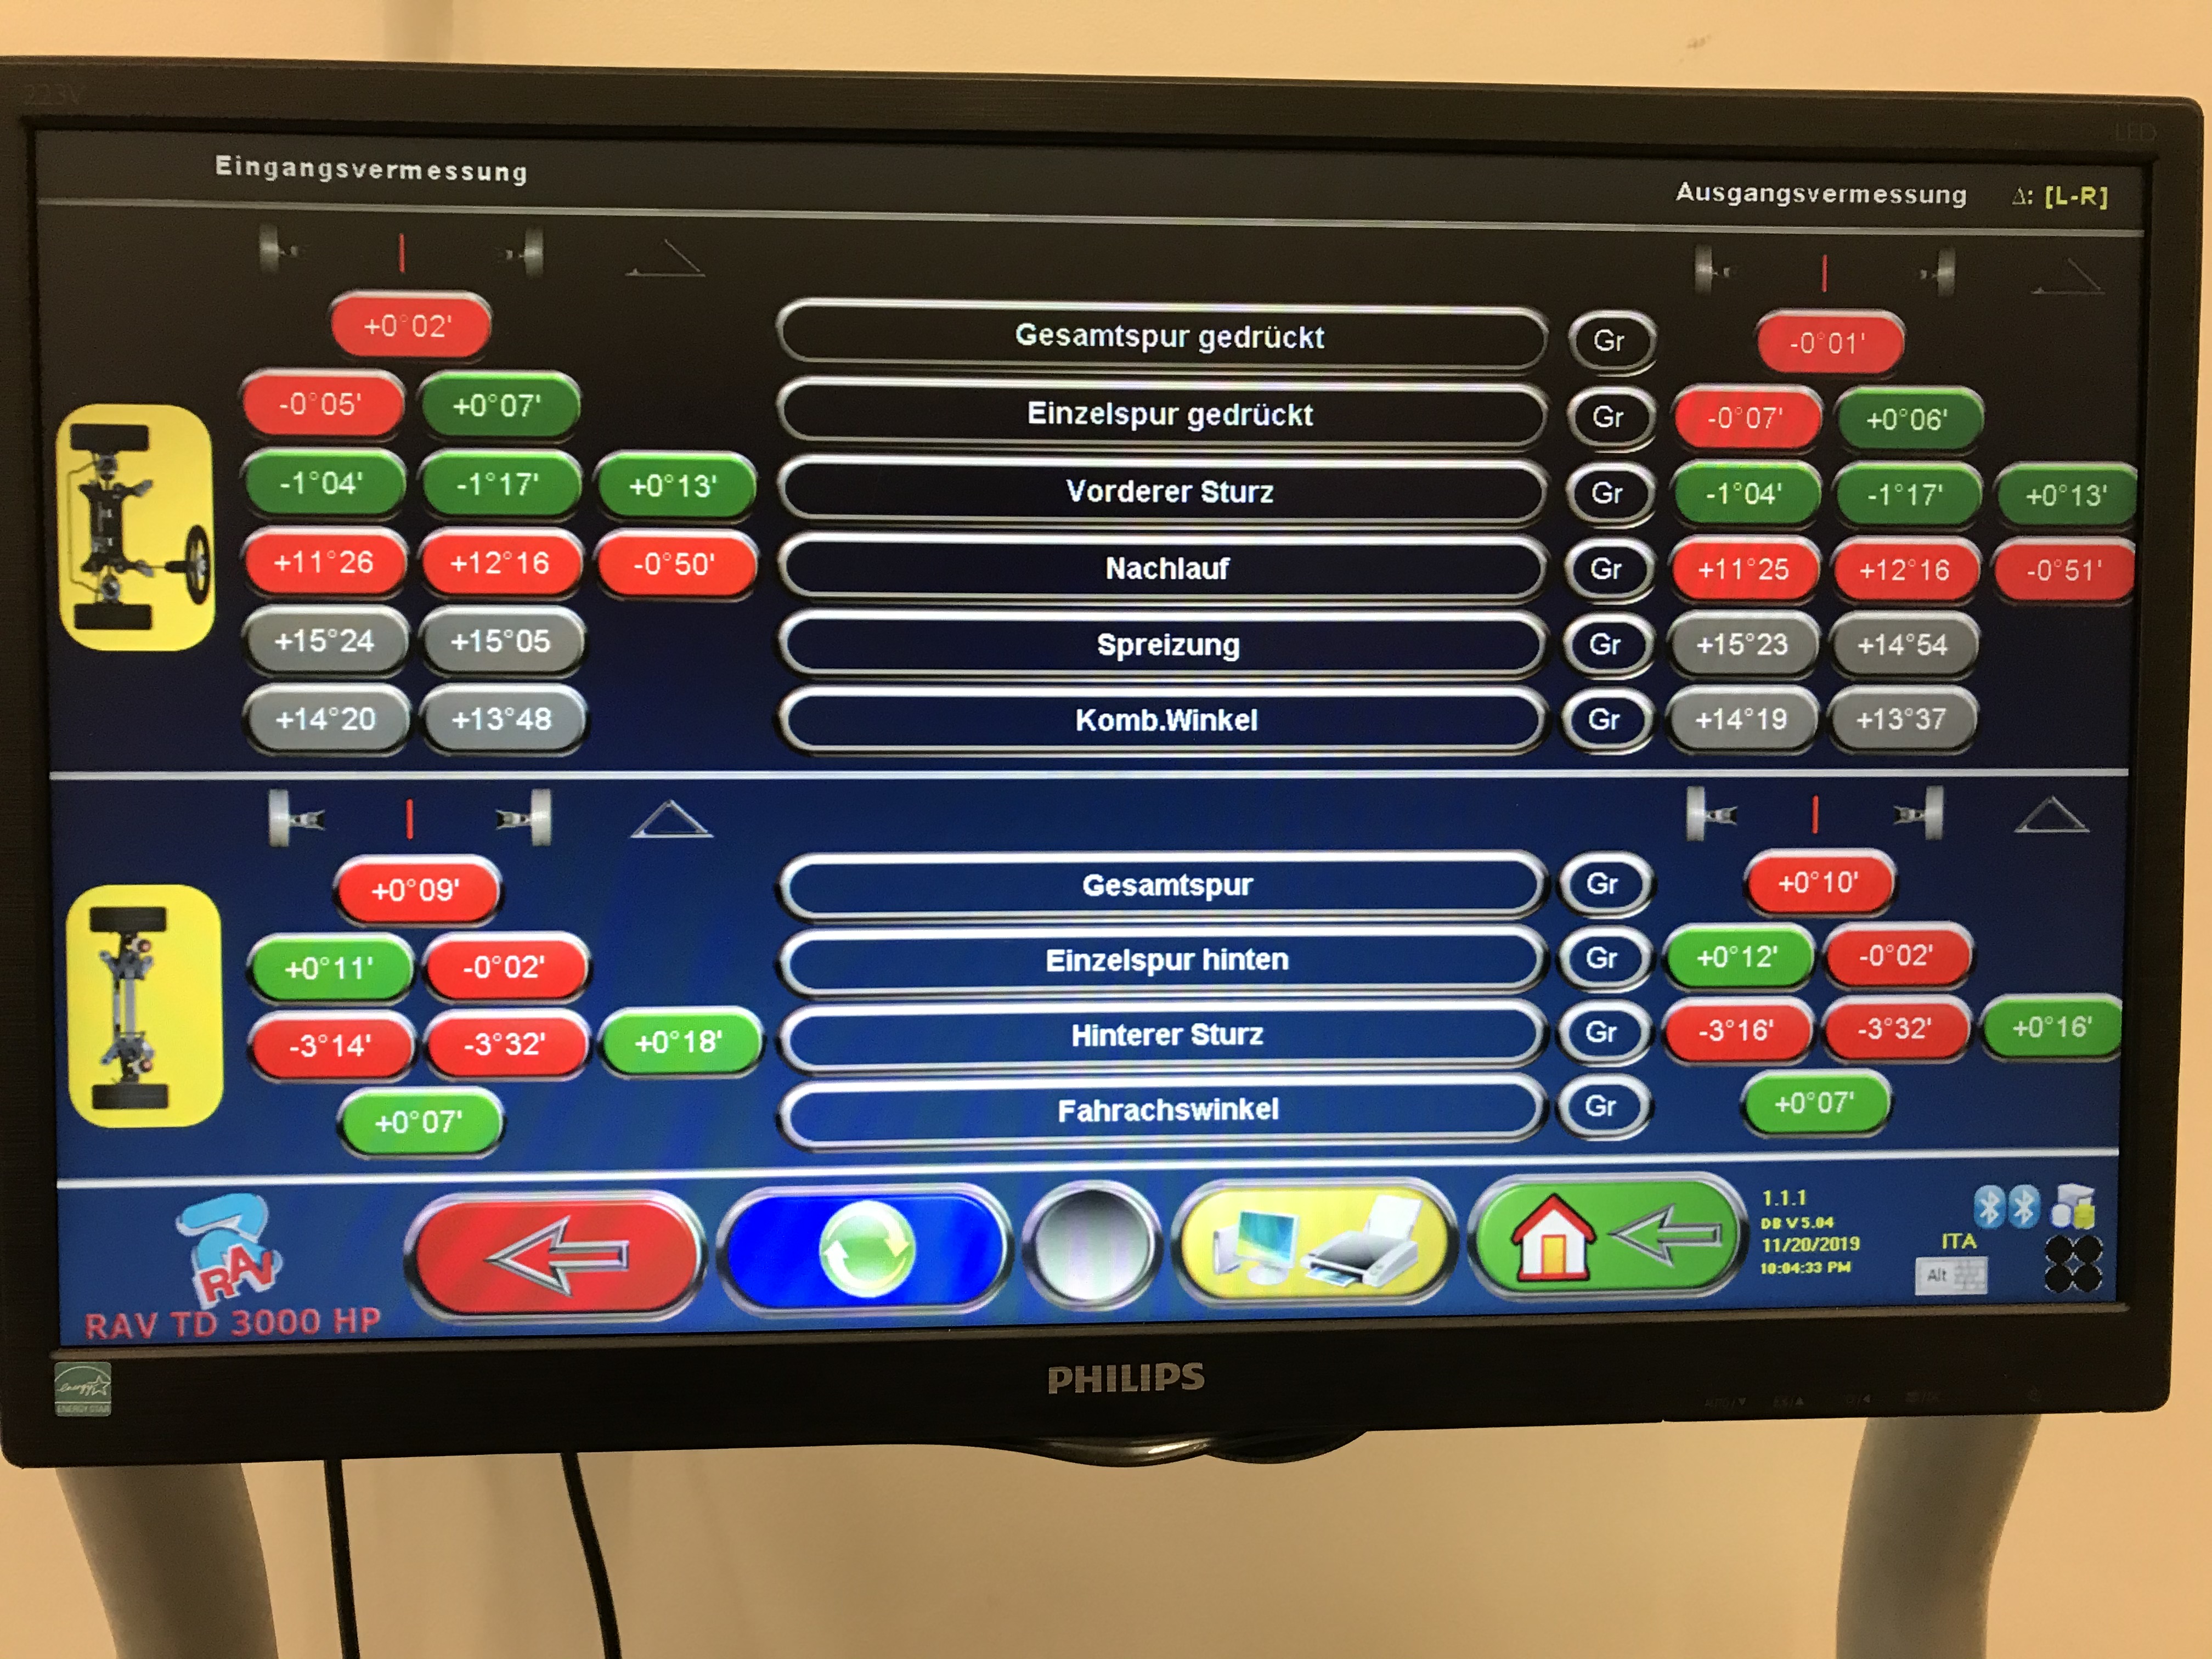 223V
LED
Eingangsvermessung
Ausgangsvermessung Δ: [L-R]
+0°02' Gesamtspur gedrückt Gr -0°01'
-0°05' +0°07' Einzelspur gedrückt Gr -0°07' +0°06'
-1°04' -1°17' +0°13' Vorderer Sturz Gr -1°04' -1°17' +0°13'
+11°26 +12°16 -0°50' Nachlauf Gr +11°25 +12°16 -0°51'
+15°24 +15°05 Spreizung Gr +15°23 +14°54
+14°20 +13°48 Komb.Winkel Gr +14°19 +13°37
+0°09' Gesamtspur Gr +0°10'
+0°11' -0°02' Einzelspur hinten Gr +0°12' -0°02'
-3°14' -3°32' +0°18' Hinterer Sturz Gr -3°16' -3°32' +0°16'
+0°07' Fahrachswinkel Gr +0°07'
RAV
RAV TD 3000 HP
1.1.1
DB V 5.04
11/20/2019
10:04:33 PM
ITA
Alt
energy
ENERGY STAR
PHILIPS